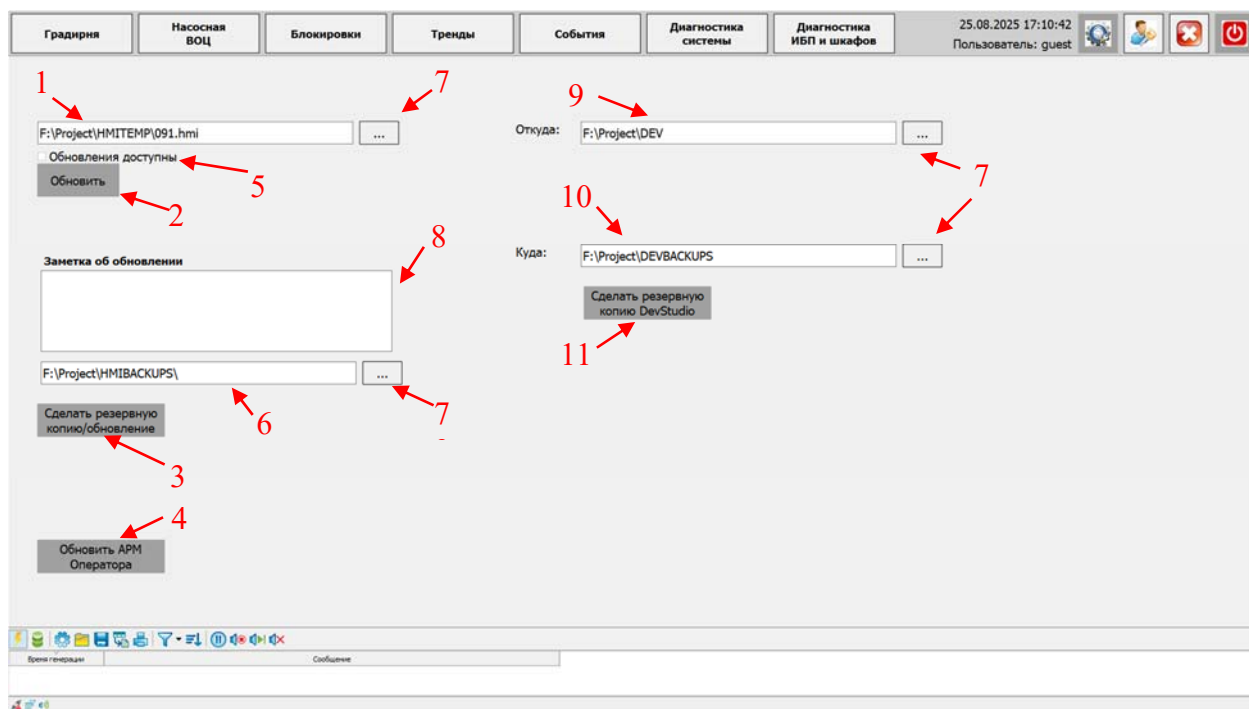 Градирня
Насосная
ВОЦ
Блокировки
Тренды
События
Диагностика
системы
Диагностика
ИБП и шкафов
25.08.2025 17:10:42
Пользователь: guest
1
7
9
F:\Project\HMITEMP\091.hmi
...
Откуда:
F:\Project\DEV
...
Обновления доступны
Обновить
5
2
7
10
8
Заметка об обновлении
Куда:
F:\Project\DEVBACKUPS
...
Сделать резервную
копию DevStudio
11
F:\Project\HMIBACKUPS\
...
6
7
Сделать резервную
копию/обновление
3
4
Обновить АРМ
Оператора
Время генерации
Сообщение